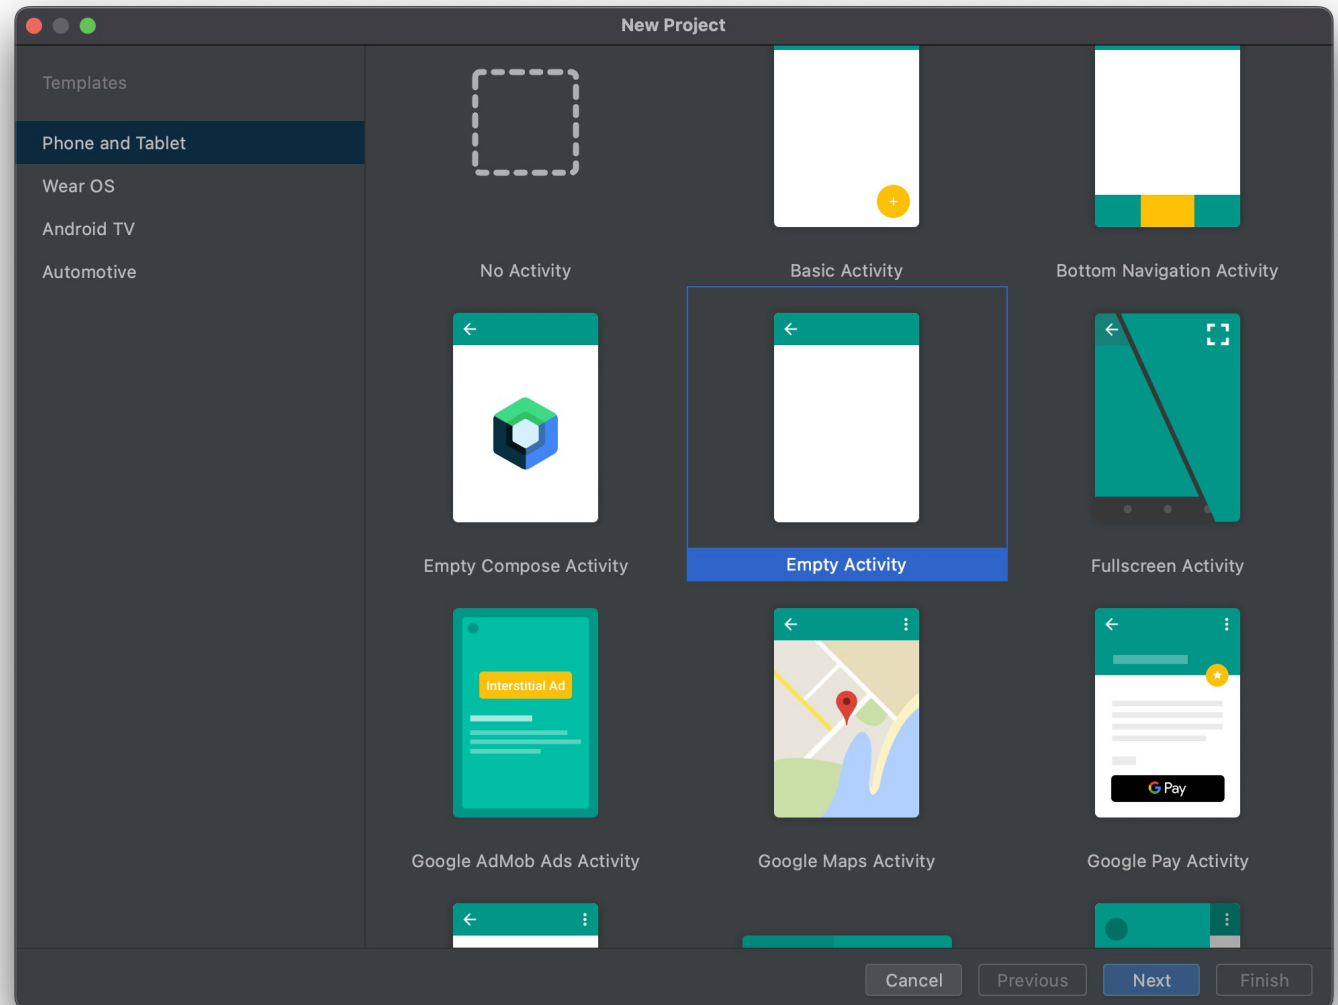 New Project
Templates
Phone and Tablet
Wear OS
Android TV
Automotive
No Activity
Basic Activity
Bottom Navigation Activity
Empty Compose Activity
Empty Activity
Fullscreen Activity
Interstitial Ad
G Pay
Google AdMob Ads Activity
Google Maps Activity
Google Pay Activity
Cancel
Previous
Next
Finish